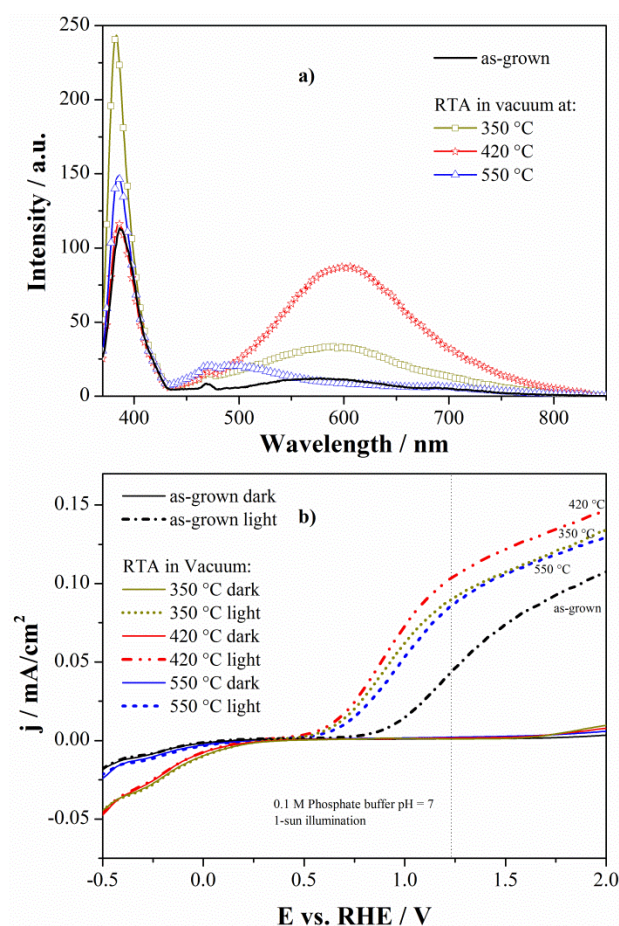 a)
as-grown
RTA in vacuum at:
350 °C
420 °C
550 °C
Intensity / a.u.
250
200
150
100
50
0
400
500
600
700
800
Wavelength / nm
b)
as-grown dark
as-grown light
RTA in Vacuum:
350 °C dark
350 °C light
420 °C dark
420 °C light
550 °C dark
550 °C light
420 °C
350 °C
550 °C
as-grown
0.1 M Phosphate buffer pH = 7
1-sun illumination
j / mA/cm²
0.15
0.10
0.05
0.00
-0.05
-0.5
0.0
0.5
1.0
1.5
2.0
E vs. RHE / V